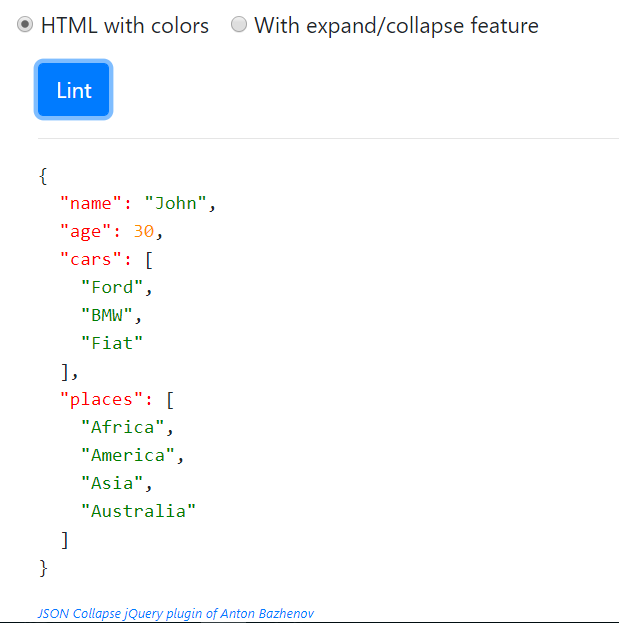 HTML with colors With expand/collapse feature
Lint
{
  "name": "John",
  "age": 30,
  "cars": [
    "Ford",
    "BMW",
    "Fiat"
  ],
  "places": [
    "Africa",
    "America",
    "Asia",
    "Australia"
  ]
}
JSON Collapse jQuery plugin of Anton Bazhenov